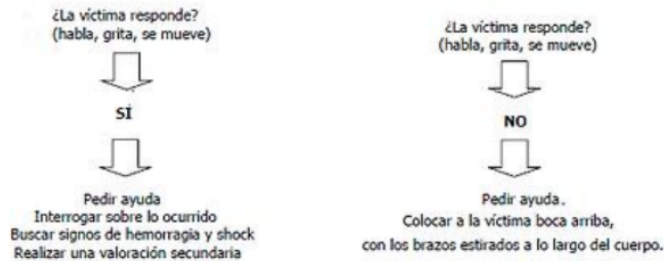 ¿La víctima responde?
(habla, grita, se mueve)
SÍ
Pedir ayuda
Interrogar sobre lo ocurrido
Buscar signos de hemorragia y shock
Realizar una valoración secundaria
¿La víctima responde?
(habla, grita, se mueve)
NO
Pedir ayuda.
Colocar a la víctima boca arriba,
con los brazos estirados a lo largo del cuerpo.